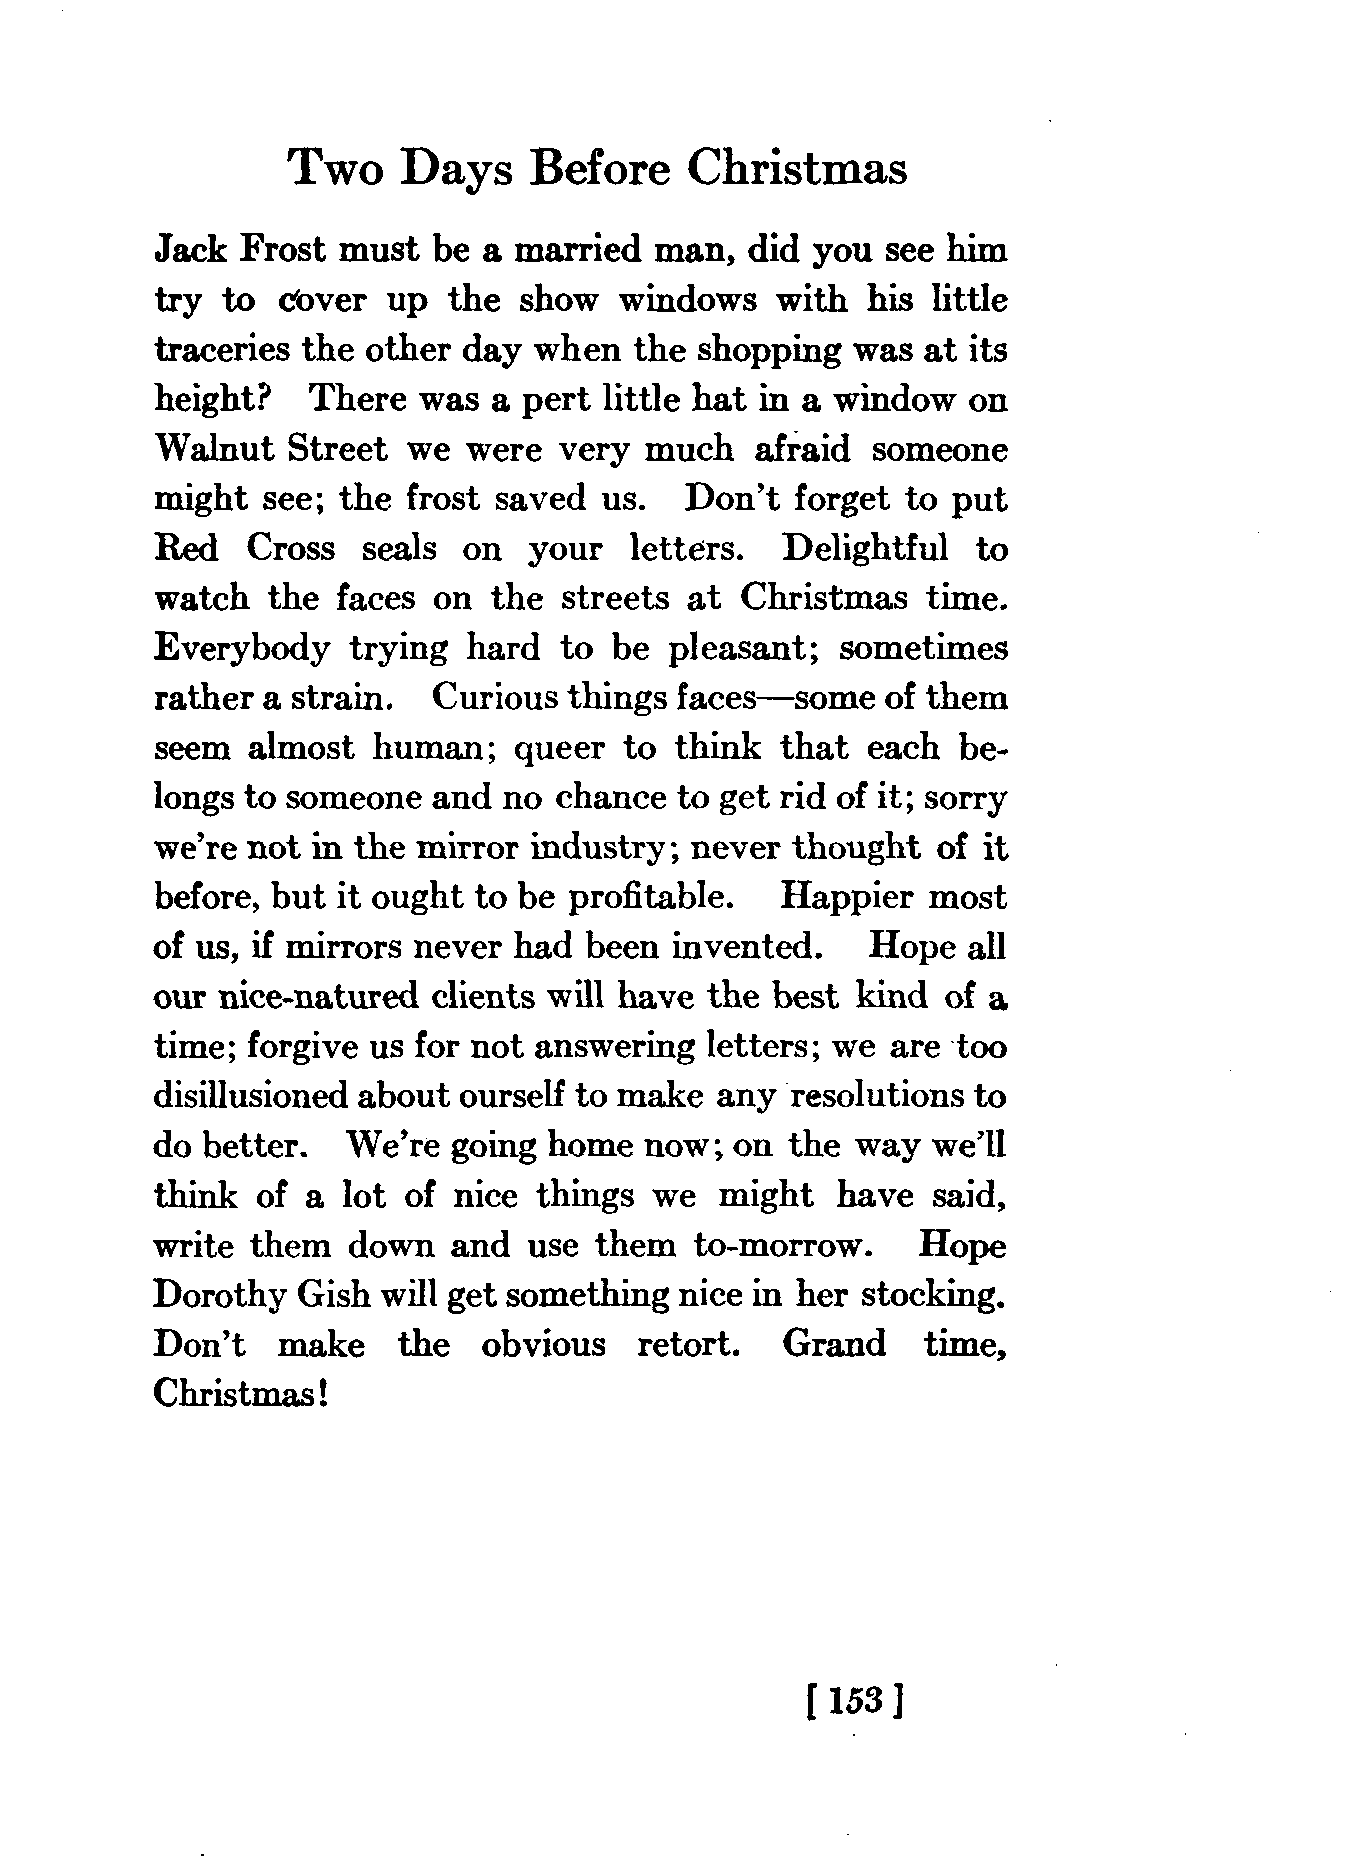 Two Days Before Christmas
Jack Frost must be a married man, did you see him
try to cover up the show windows with his little
traceries the other day when the shopping was at its
height? There was a pert little hat in a window on
Walnut Street we were very much afraid someone
might see; the frost saved us. Don't forget to put
Red Cross seals on your letters. Delightful to
watch the faces on the streets at Christmas time.
Everybody trying hard to be pleasant; sometimes
rather a strain. Curious things faces—some of them
seem almost human; queer to think that each be-
longs to someone and no chance to get rid of it; sorry
we're not in the mirror industry; never thought of it
before, but it ought to be profitable. Happier most
of us, if mirrors never had been invented. Hope all
our nice-natured clients will have the best kind of a
time; forgive us for not answering letters; we are too
disillusioned about ourself to make any resolutions to
do better. We're going home now; on the way we'll
think of a lot of nice things we might have said,
write them down and use them to-morrow. Hope
Dorothy Gish will get something nice in her stocking.
Don't make the obvious retort. Grand time,
Christmas!
[ 153 ]